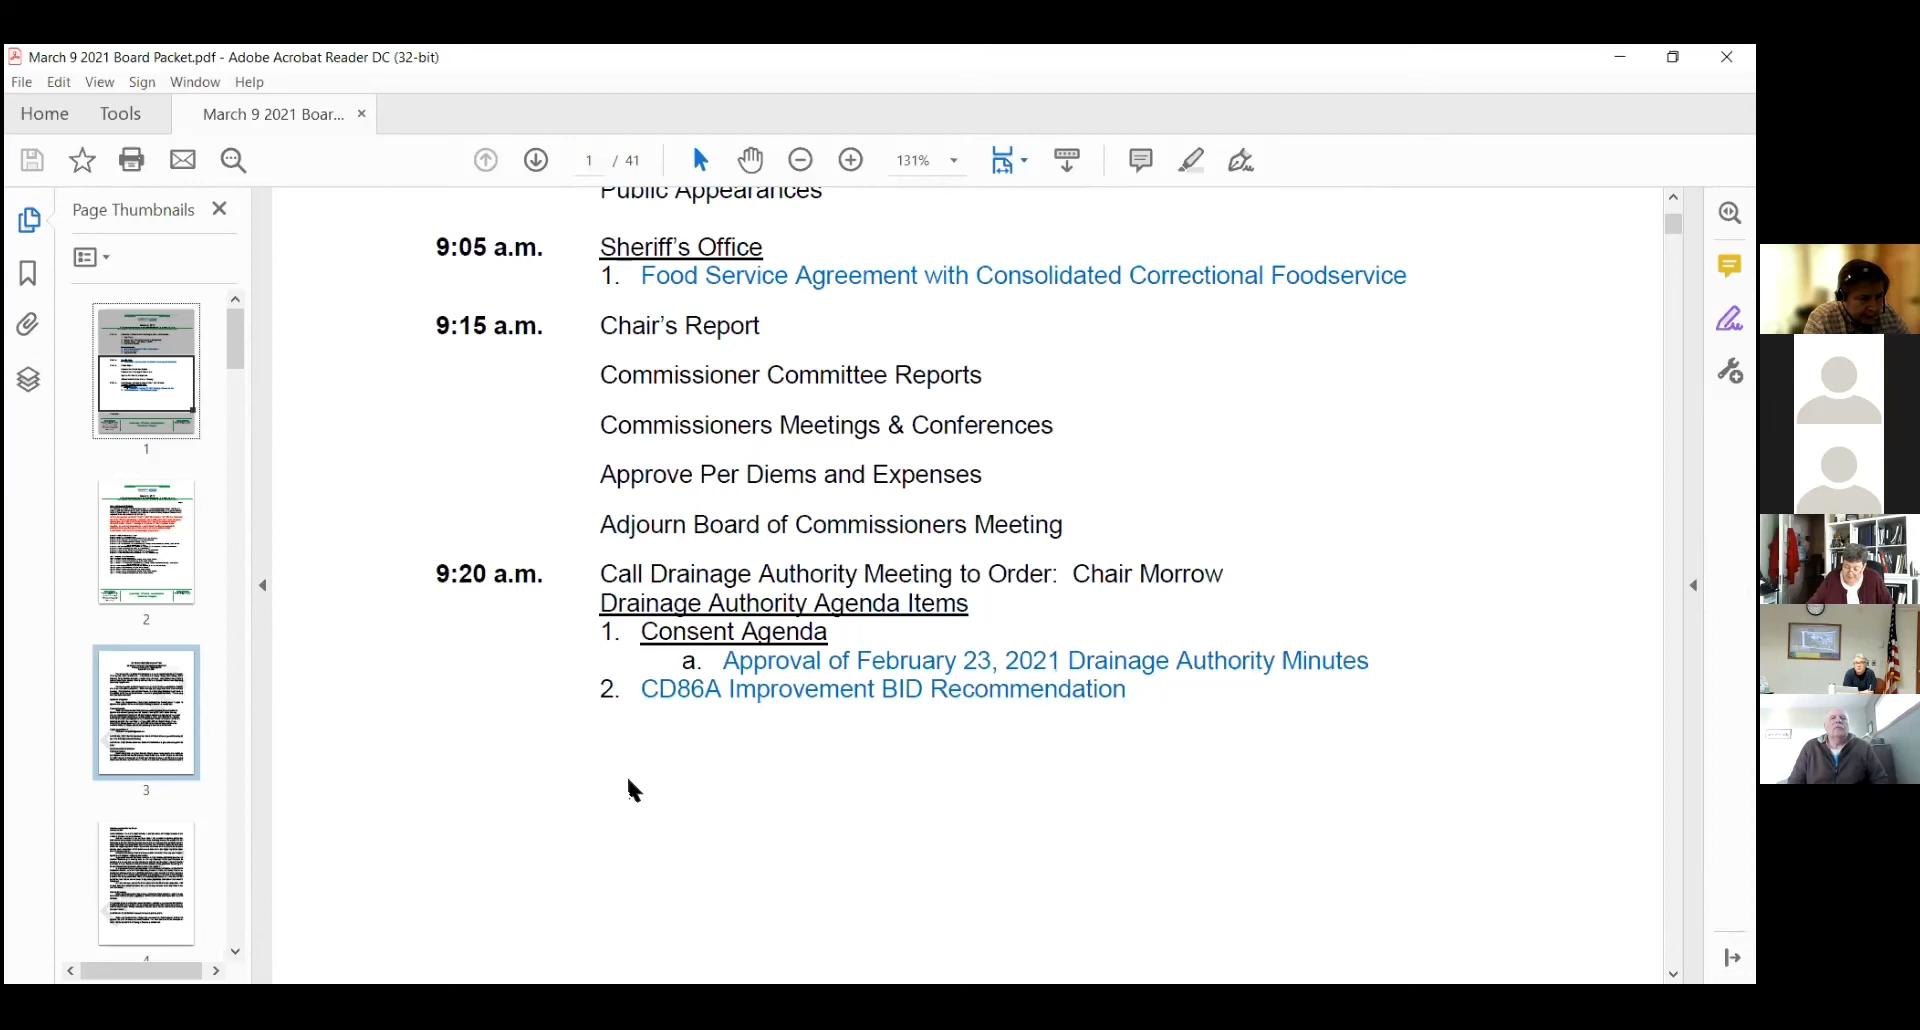 March 9 2021 Board Packet.pdf - Adobe Acrobat Reader DC (32-bit)
File Edit View Sign Window Help
Home Tools March 9 2021 Boar... ×
1 / 41 131%
Page Thumbnails
Public Appearances
9:05 a.m. Sheriff's Office
1. Food Service Agreement with Consolidated Correctional Foodservice
9:15 a.m. Chair's Report
Commissioner Committee Reports
Commissioners Meetings & Conferences
Approve Per Diems and Expenses
Adjourn Board of Commissioners Meeting
9:20 a.m. Call Drainage Authority Meeting to Order: Chair Morrow
Drainage Authority Agenda Items
1. Consent Agenda
a. Approval of February 23, 2021 Drainage Authority Minutes
2. CD86A Improvement BID Recommendation
1
2
3
4